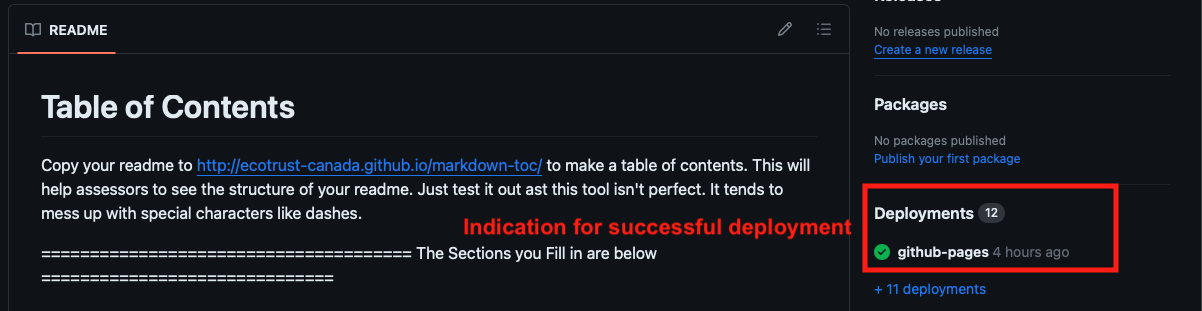 README
Table of Contents
Copy your readme to http://ecotrust-canada.github.io/markdown-toc/ to make a table of contents. This will
help assessors to see the structure of your readme. Just test it out ast this tool isn't perfect. It tends to
mess up with special characters like dashes.
Indication for successful deployment
====================================== The Sections you Fill in are below
==============================
Releases
No releases published
Create a new release
Packages
No packages published
Publish your first package
Deployments 12
github-pages 4 hours ago
+ 11 deployments